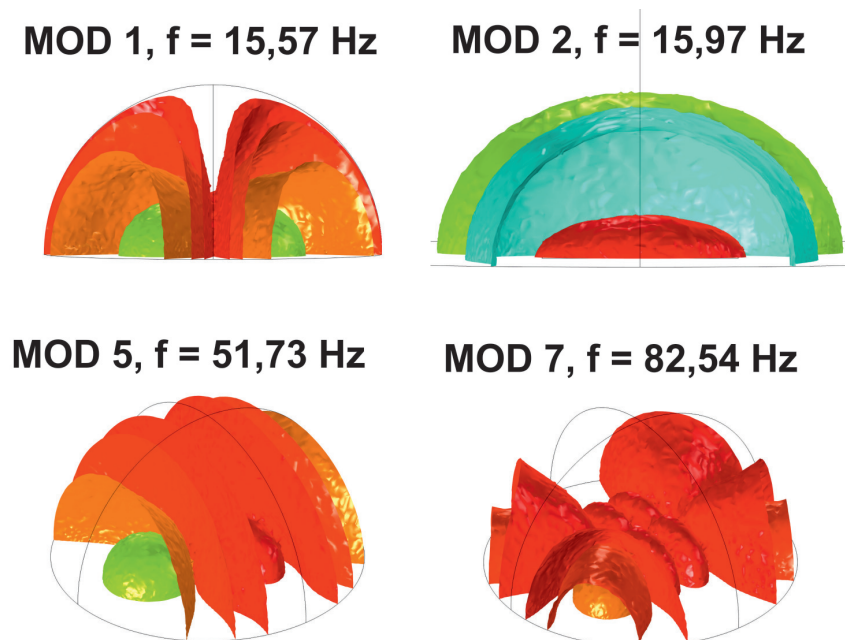 MOD 1, f = 15,57 Hz
MOD 2, f = 15,97 Hz
MOD 5, f = 51,73 Hz
MOD 7, f = 82,54 Hz